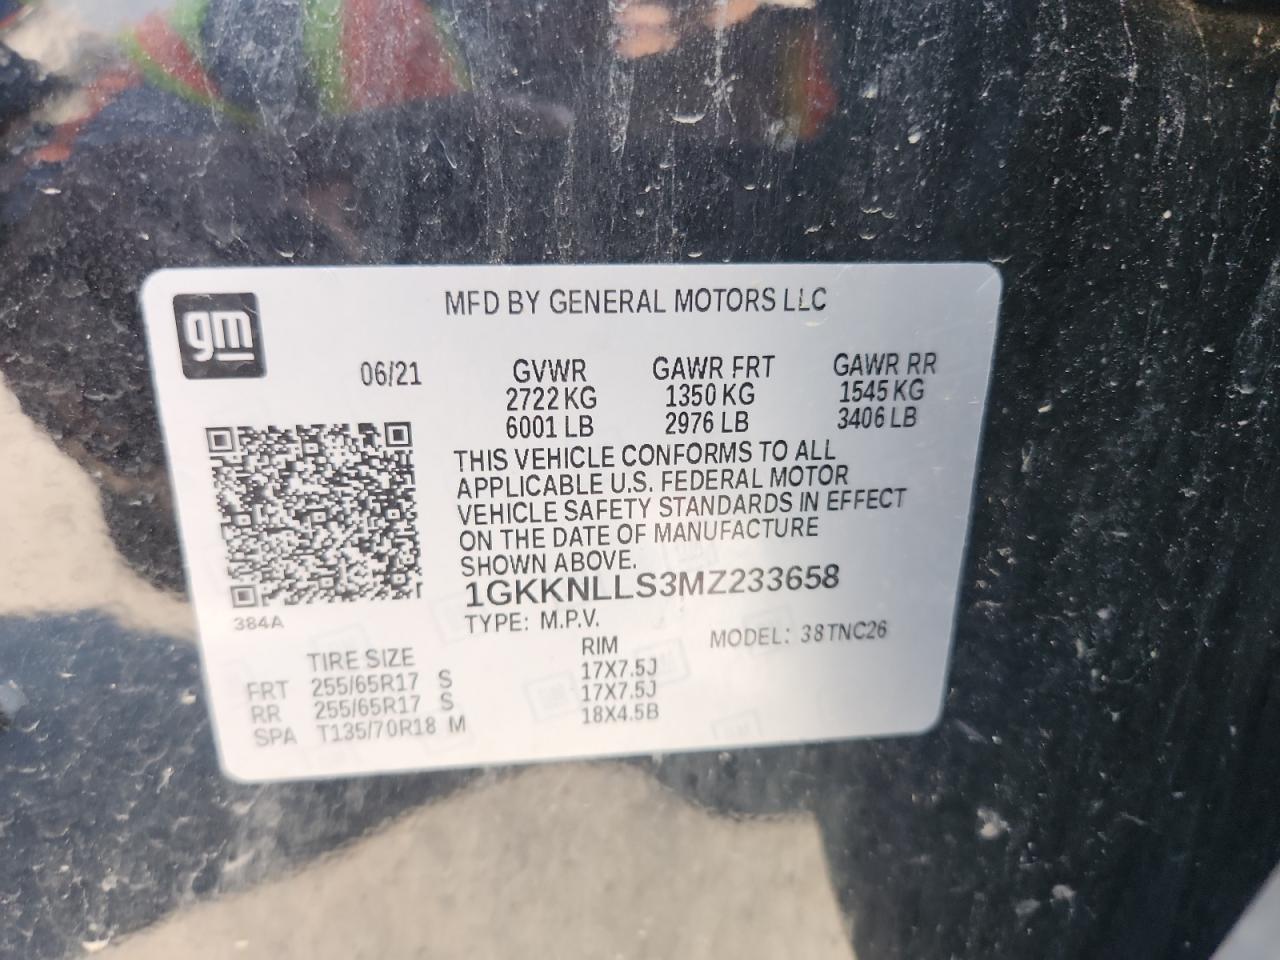 gm
MFD BY GENERAL MOTORS LLC
06/21 GVWR GAWR FRT GAWR RR
2722 KG 1350 KG 1545 KG
6001 LB 2976 LB 3406 LB
THIS VEHICLE CONFORMS TO ALL
APPLICABLE U.S. FEDERAL MOTOR
VEHICLE SAFETY STANDARDS IN EFFECT
ON THE DATE OF MANUFACTURE
SHOWN ABOVE.
1GKKNLLS3MZ233658
384A
TYPE: M.P.V. MODEL: 38TNC26
TIRE SIZE RIM
FRT 255/65R17 S 17X7.5J
RR 255/65R17 S 17X7.5J
SPA T135/70R18 M 18X4.5B